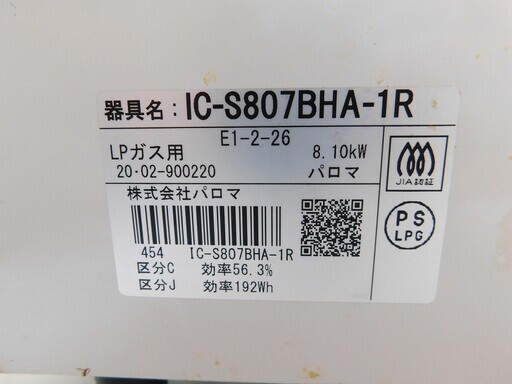 器具名：IC-S807BHA-1R
E1-2-26
LPガス用 8.10kW
20・02-900220 パロマ
JIA認証
株式会社パロマ
PS
LPG
454 IC-S807BHA-1R
区分C 効率56.3%
区分J 効率192Wh